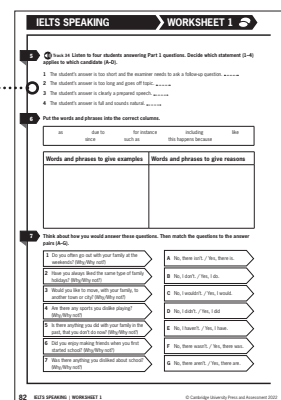 IELTS SPEAKING
WORKSHEET 1
5 Track 24 Listen to four students answering Part 1 questions. Decide which statement (1–4)
applies to which candidate (A–D).
1 The student's answer is too short and the examiner needs to ask a follow-up question.
2 The student's answer is too long and goes off topic.
3 The student's answer is clearly a prepared speech.
4 The student's answer is full and sounds natural.
6 Put the words and phrases into the correct columns.
as due to for instance including like
since such as this happens because
Words and phrases to give examples Words and phrases to give reasons
7 Think about how you would answer these questions. Then match the questions to the answer
pairs (A–G).
1 Do you often go out with your family at the
weekends? (Why/Why not?)
2 Have you always liked the same type of family
holidays? (Why/Why not?)
3 Would you like to move, with your family, to
another town or city? (Why/Why not?)
4 Are there any sports you dislike playing?
(Why/Why not?)
5 Is there anything you did with your family in the
past, that you don't do now? (Why/Why not?)
6 Did you enjoy making friends when you first
started school? (Why/Why not?)
7 Was there anything you disliked about school?
(Why/Why not?)
A No, there isn't. / Yes, there is.
B No, I don't. / Yes, I do.
C No, I wouldn't. / Yes, I would.
D No, I didn't. / Yes, I did
E No, I haven't. / Yes, I have.
F No, there wasn't. / Yes, there was.
G No, there aren't. / Yes, there are.
82 IELTS SPEAKING | WORKSHEET 1 © Cambridge University Press and Assessment 2022